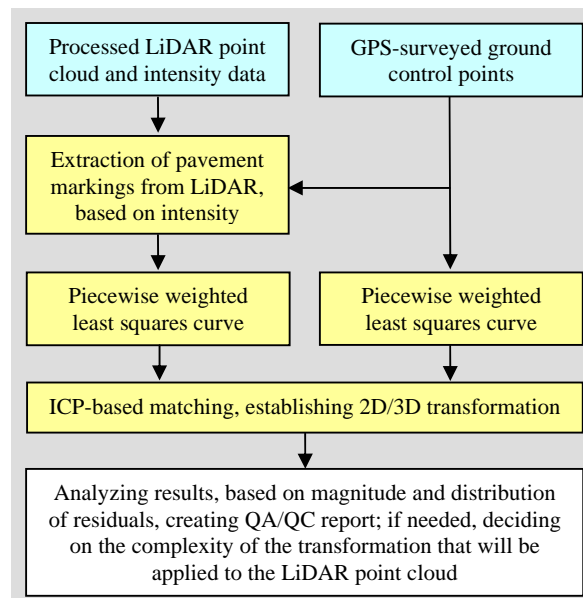 Processed LiDAR point
cloud and intensity data
GPS-surveyed ground
control points
Extraction of pavement
markings from LiDAR,
based on intensity
Piecewise weighted
least squares curve
Piecewise weighted
least squares curve
ICP-based matching, establishing 2D/3D transformation
Analyzing results, based on magnitude and distribution
of residuals, creating QA/QC report; if needed, deciding
on the complexity of the transformation that will be
applied to the LiDAR point cloud